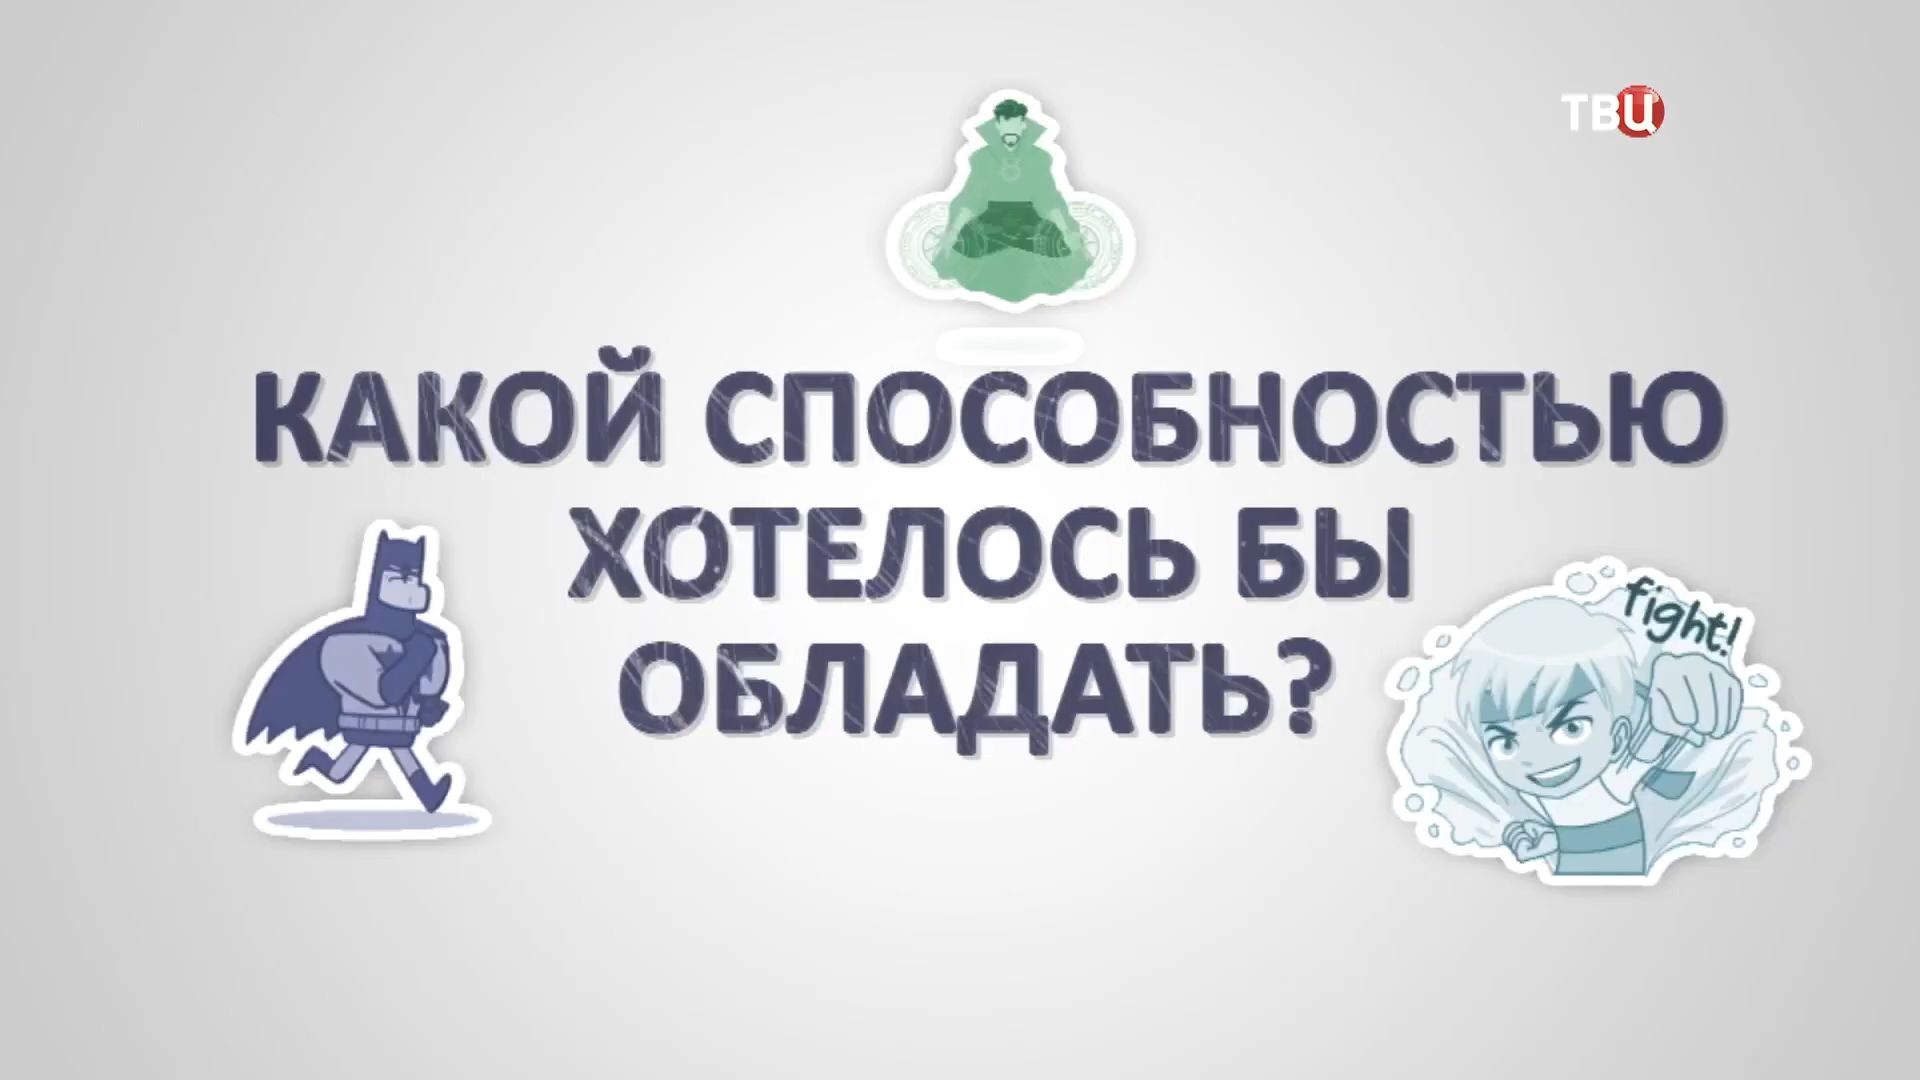 ТВЦ
КАКОЙ СПОСОБНОСТЬЮ
ХОТЕЛОСЬ БЫ
ОБЛАДАТЬ?
fight!